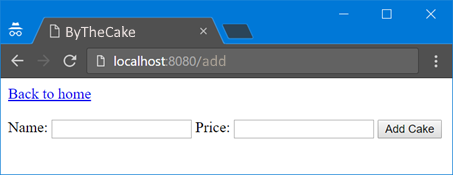 ByTheCake
localhost:8080/add
Back to home
Name: Price: Add Cake